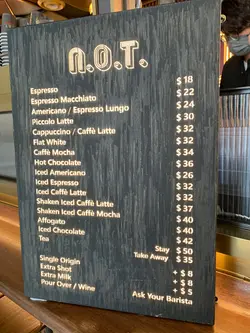 N.O.T.
Espresso $ 18
Espresso Macchiato $ 22
Americano / Espresso Lungo $ 24
Piccolo Latte $ 30
Cappuccino / Caffè Latte $ 32
Flat White $ 32
Caffè Mocha $ 34
Hot Chocolate $ 36
Iced Americano $ 26
Iced Espresso $ 32
Iced Caffè Latte $ 32
Shaken Iced Caffè Latte $ 37
Shaken Iced Caffè Mocha $ 40
Affogato $ 40
Iced Chocolate $ 42
Tea Stay $ 50
Take Away $ 35
Single Origin + $ 8
Extra Shot + $ 8
Extra Milk + $ 5
Pour Over / Wine Ask Your Barista